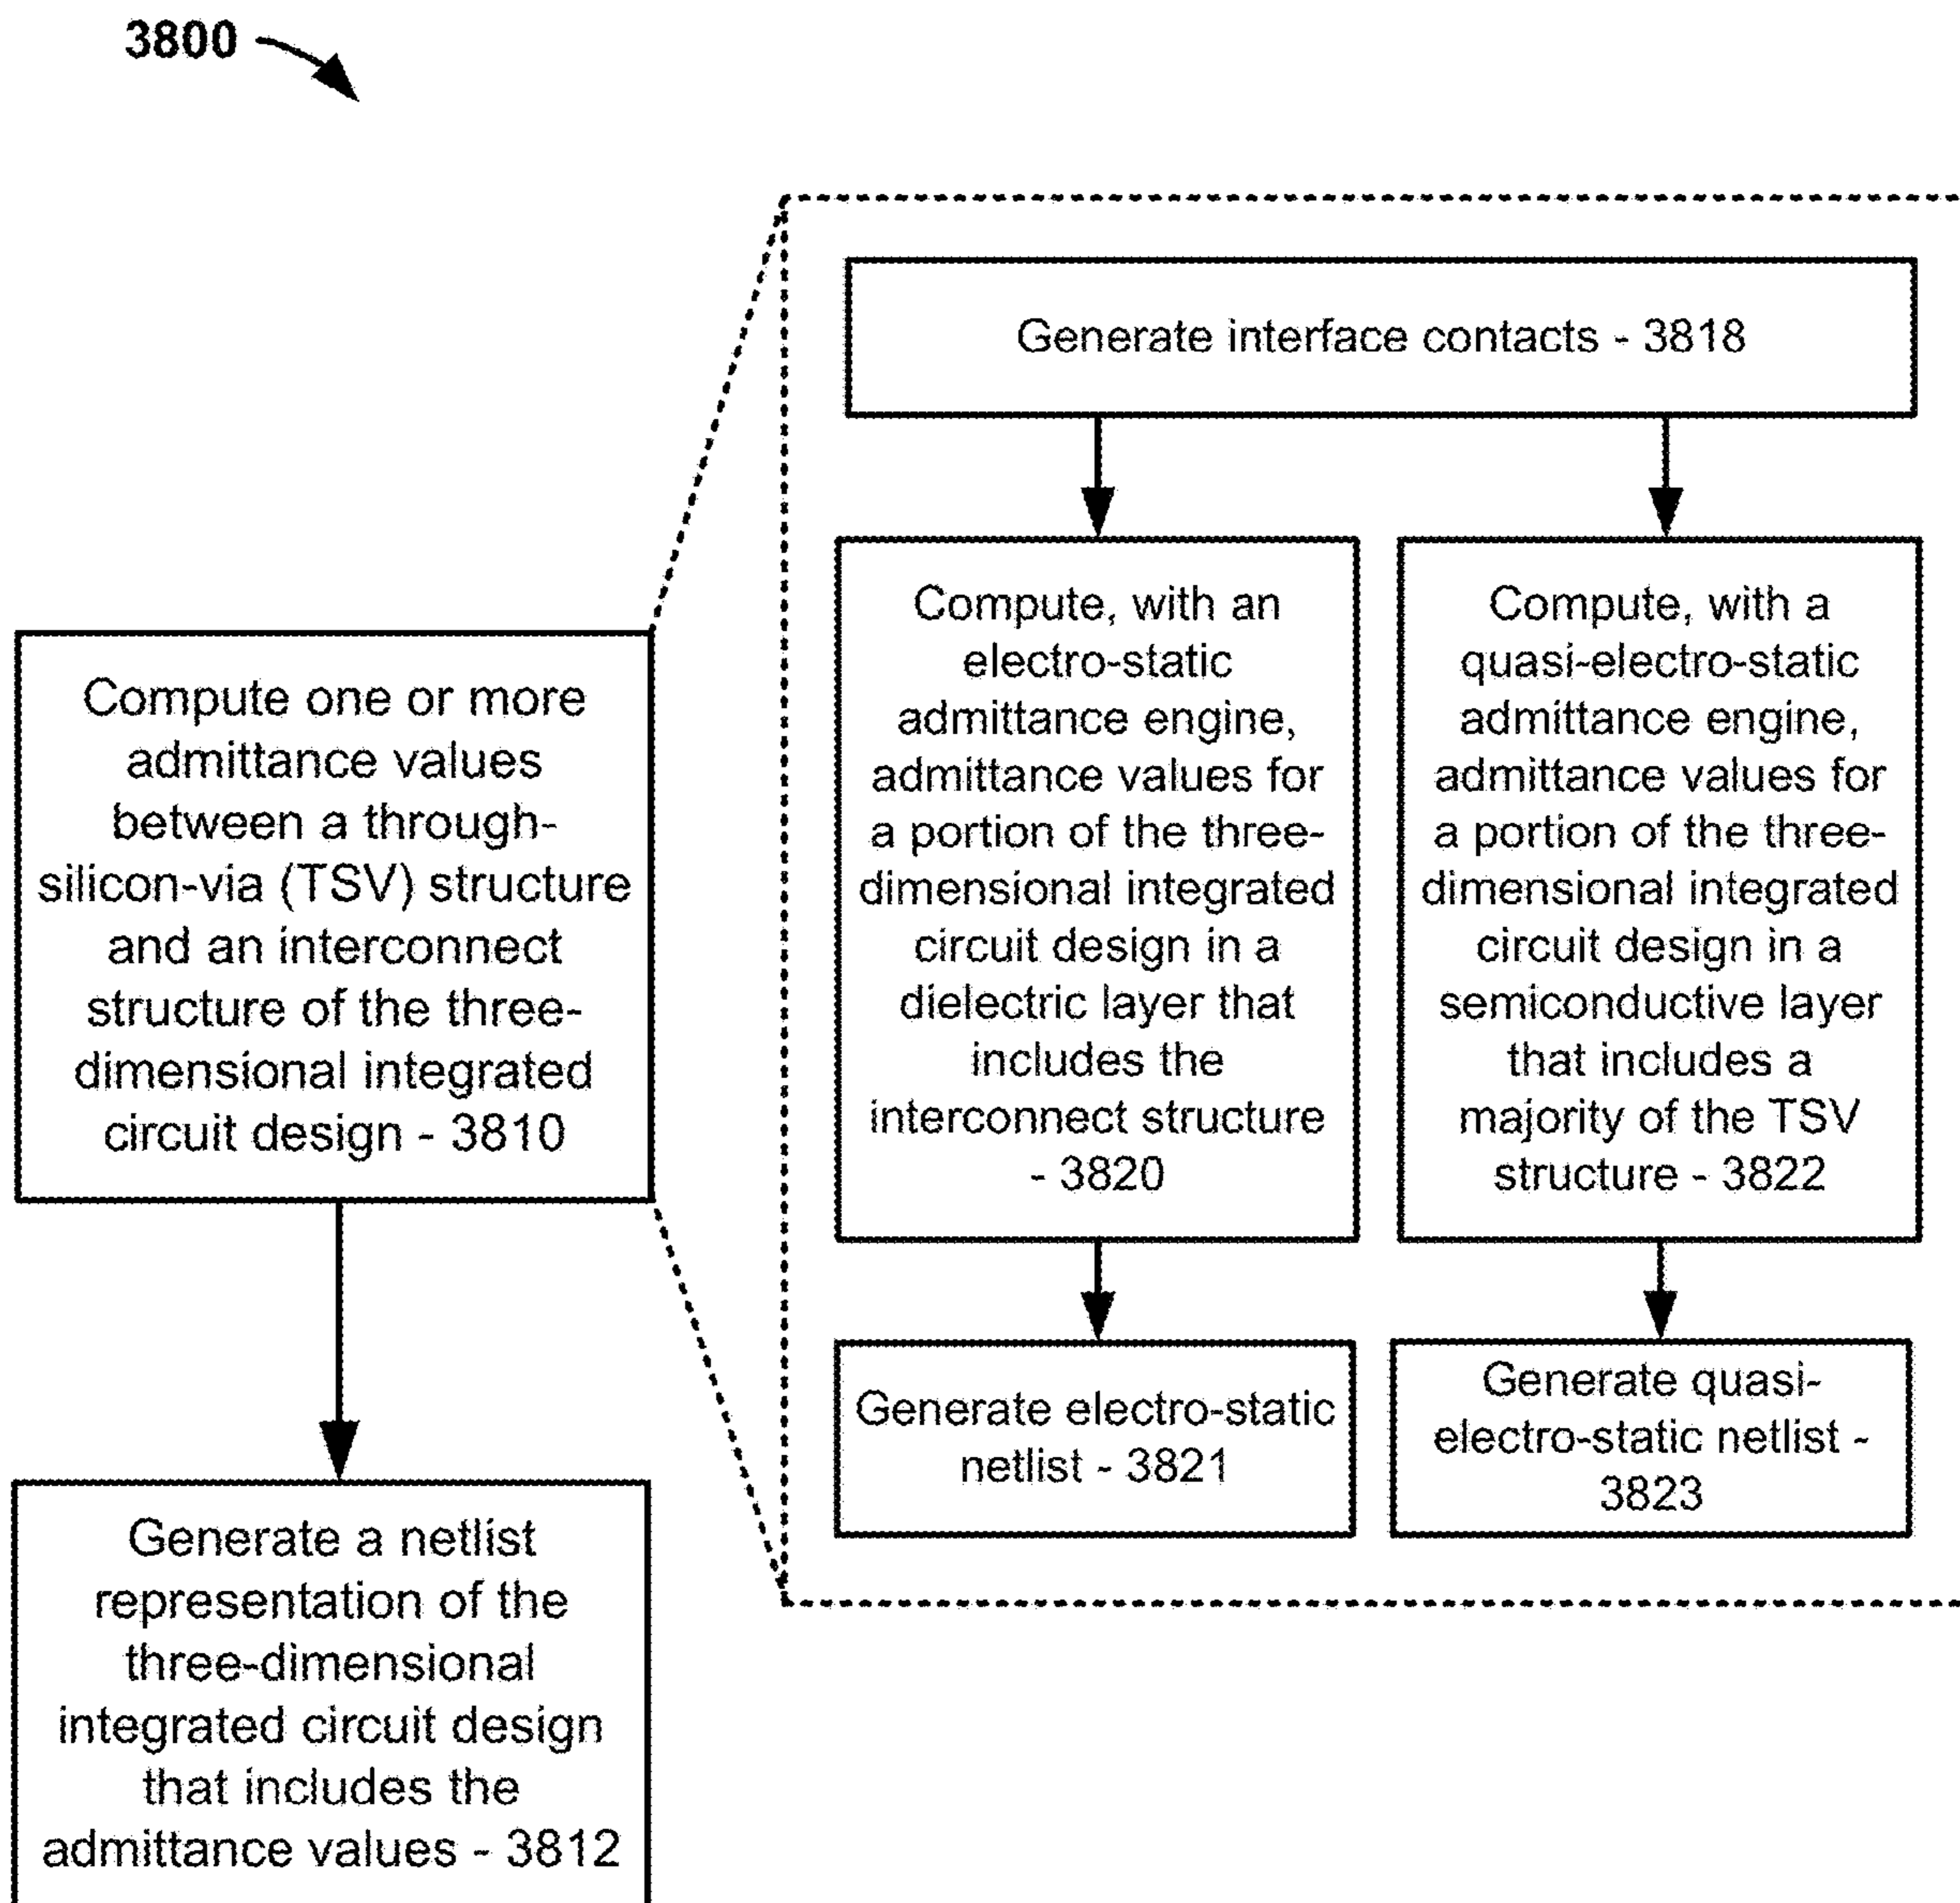 3800
Compute one or more
admittance values
between a through-
silicon-via (TSV) structure
and an interconnect
structure of the three-
dimensional integrated
circuit design - 3810
Generate a netlist
representation of the
three-dimensional
integrated circuit design
that includes the
admittance values - 3812
Generate interface contacts - 3818
Compute, with an
electro-static
admittance engine,
admittance values for
a portion of the three-
dimensional integrated
circuit design in a
dielectric layer that
includes the
interconnect structure
- 3820
Compute, with a
quasi-electro-static
admittance engine,
admittance values for
a portion of the three-
dimensional integrated
circuit design in a
semiconductive layer
that includes a
majority of the TSV
structure - 3822
Generate electro-static
netlist - 3821
Generate quasi-
electro-static netlist -
3823